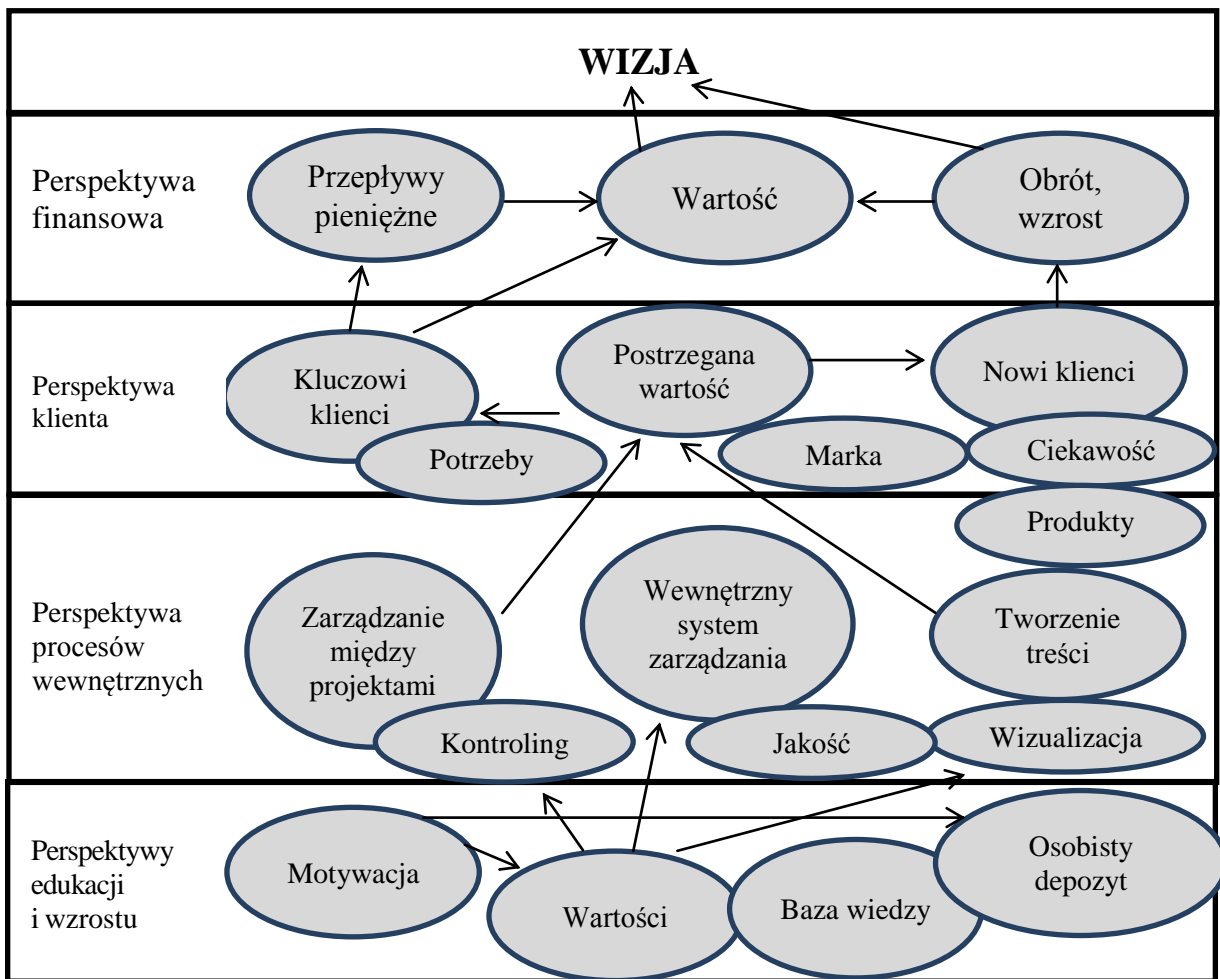 WIZJA
Perspektywa
finansowa
Przepływy
pieniężne
Wartość
Obrót,
wzrost
Perspektywa
klienta
Kluczowi
klienci
Potrzeby
Postrzegana
wartość
Marka
Nowi klienci
Ciekawość
Produkty
Perspektywa
procesów
wewnętrznych
Zarządzanie
między
projektami
Kontroling
Wewnętrzny
system
zarządzania
Jakość
Tworzenie
treści
Wizualizacja
Perspektywy
edukacji
i wzrostu
Motywacja
Wartości
Baza wiedzy
Osobisty
depozyt